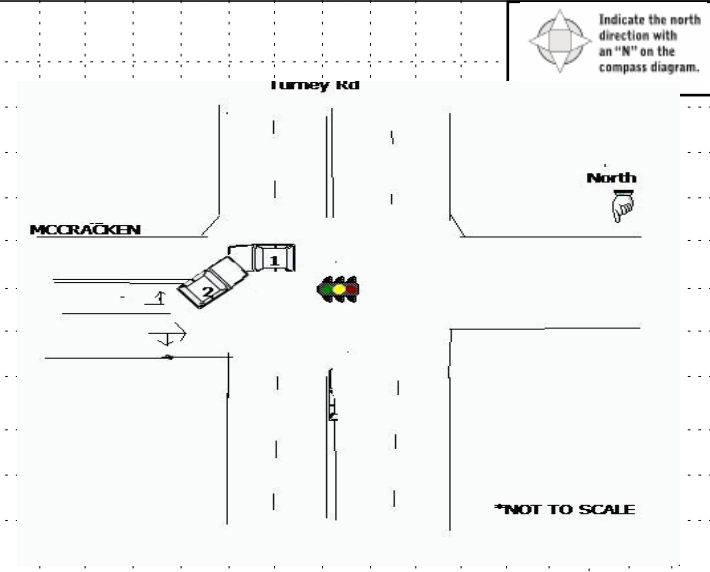 Indicate the north
direction with
an “N” on the
compass diagram.
Turney Rd
North
MCCRACKEN
1
2
*NOT TO SCALE